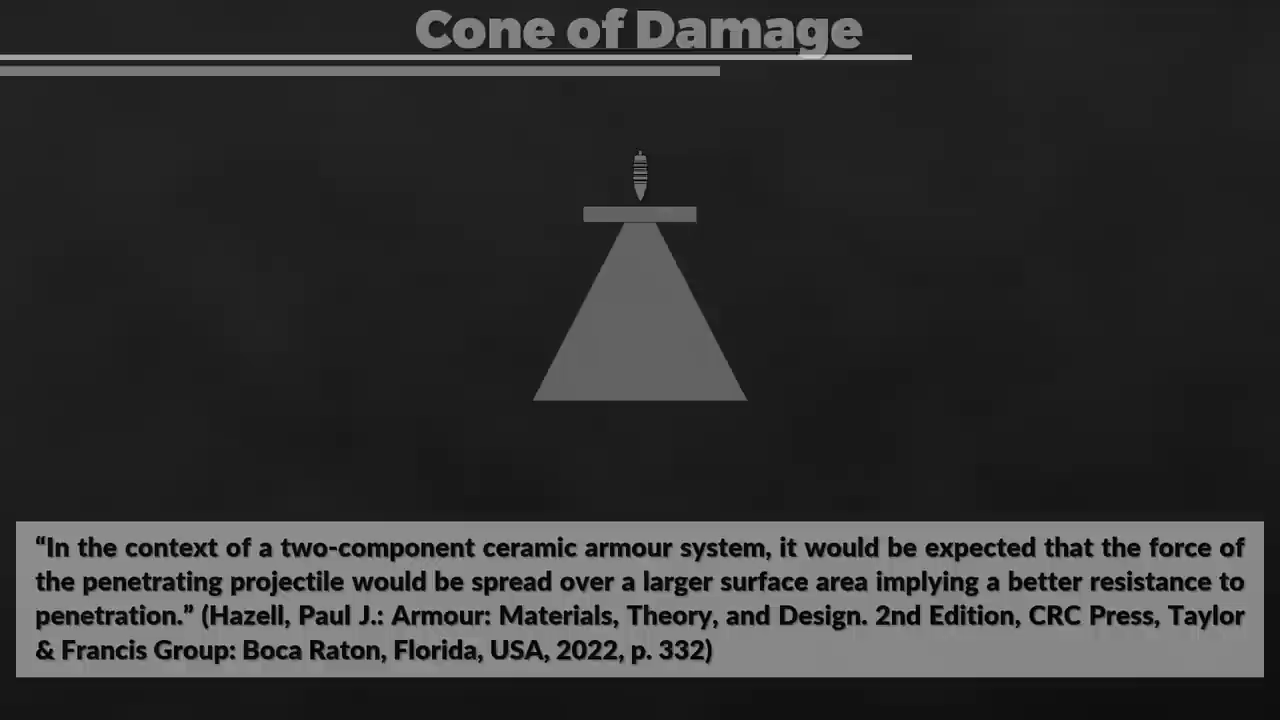 Cone of Damage
“In the context of a two-component ceramic armour system, it would be expected that the force of
the penetrating projectile would be spread over a larger surface area implying a better resistance to
penetration.” (Hazell, Paul J.: Armour: Materials, Theory, and Design. 2nd Edition, CRC Press, Taylor
& Francis Group: Boca Raton, Florida, USA, 2022, p. 332)